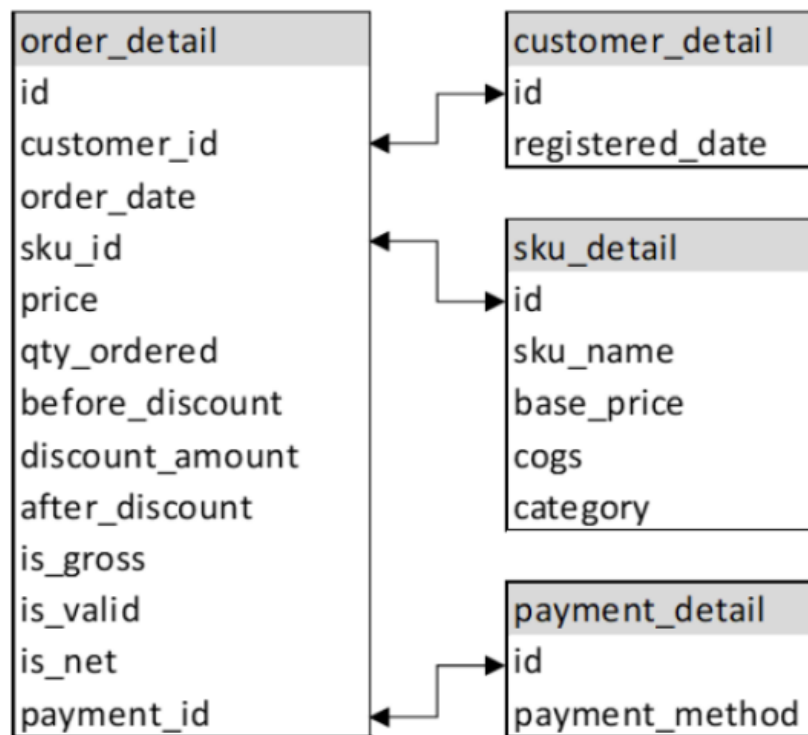 order_detail
id
customer_id
order_date
sku_id
price
qty_ordered
before_discount
discount_amount
after_discount
is_gross
is_valid
is_net
payment_id
customer_detail
id
registered_date
sku_detail
id
sku_name
base_price
cogs
category
payment_detail
id
payment_method